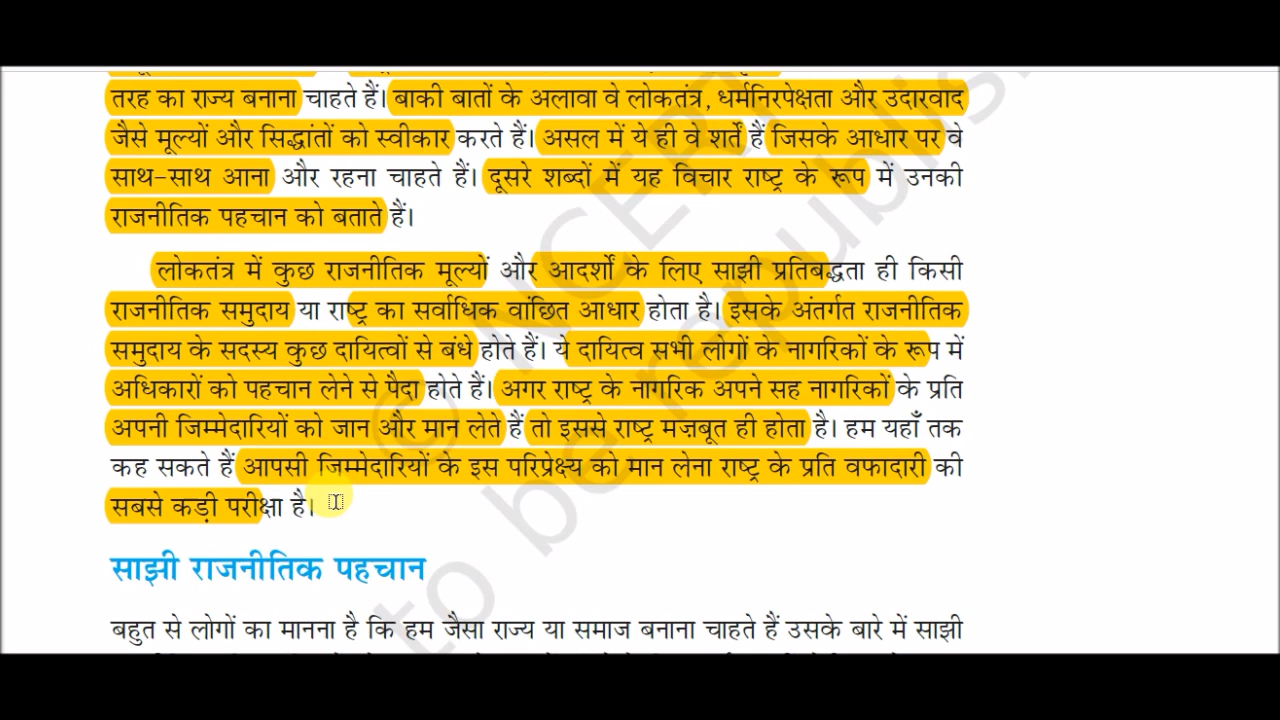 तरह का राज्य बनाना चाहते हैं। बाकी बातों के अलावा वे लोकतंत्र, धर्मनिरपेक्षता और उदारवाद
जैसे मूल्यों और सिद्धांतों को स्वीकार करते हैं। असल में ये ही वे शर्तें हैं जिसके आधार पर वे
साथ-साथ आना और रहना चाहते हैं। दूसरे शब्दों में यह विचार राष्ट्र के रूप में उनकी
राजनीतिक पहचान को बताते हैं।
लोकतंत्र में कुछ राजनीतिक मूल्यों और आदर्शों के लिए साझी प्रतिबद्धता ही किसी
राजनीतिक समुदाय या राष्ट्र का सर्वाधिक वांछित आधार होता है। इसके अंतर्गत राजनीतिक
समुदाय के सदस्य कुछ दायित्वों से बंधे होते हैं। ये दायित्व सभी लोगों के नागरिकों के रूप में
अधिकारों को पहचान लेने से पैदा होते हैं। अगर राष्ट्र के नागरिक अपने सह नागरिकों के प्रति
अपनी जिम्मेदारियों को जान और मान लेते हैं तो इससे राष्ट्र मज़बूत ही होता है। हम यहाँ तक
कह सकते हैं आपसी जिम्मेदारियों के इस परिप्रेक्ष्य को मान लेना राष्ट्र के प्रति वफादारी की
सबसे कड़ी परीक्षा है।
साझी राजनीतिक पहचान
बहुत से लोगों का मानना है कि हम जैसा राज्य या समाज बनाना चाहते हैं उसके बारे में साझी
© NCERT
to be republis